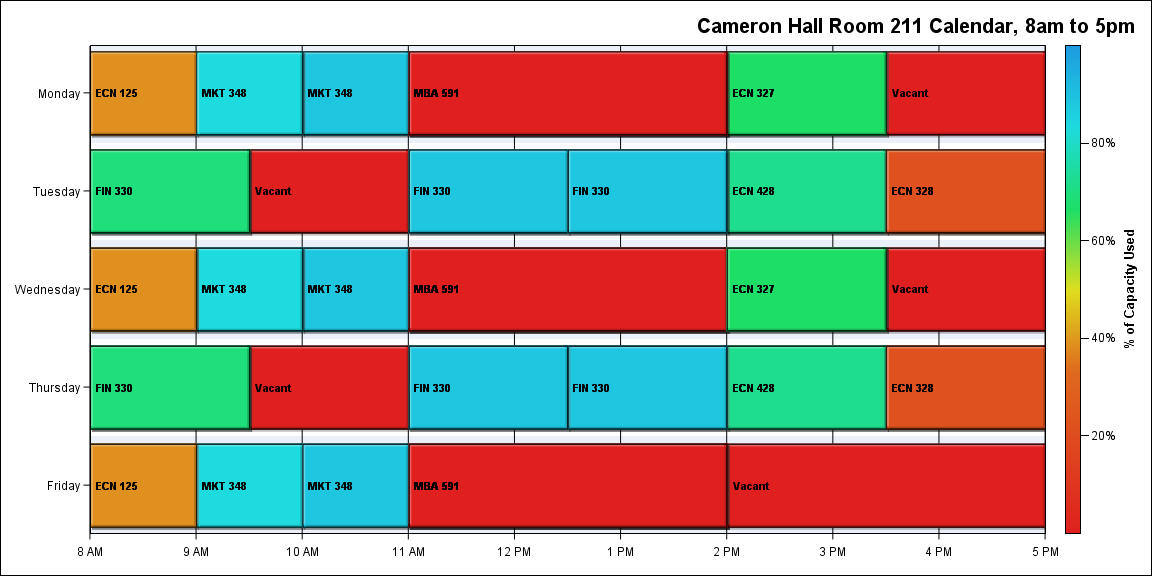 Cameron Hall Room 211 Calendar, 8am to 5pm
Monday
ECN 125
MKT 348
MKT 348
MBA 591
ECN 327
Vacant
Tuesday
FIN 330
Vacant
FIN 330
FIN 330
ECN 428
ECN 328
Wednesday
ECN 125
MKT 348
MKT 348
MBA 591
ECN 327
Vacant
Thursday
FIN 330
Vacant
FIN 330
FIN 330
ECN 428
ECN 328
Friday
ECN 125
MKT 348
MKT 348
MBA 591
Vacant
8 AM
9 AM
10 AM
11 AM
12 PM
1 PM
2 PM
3 PM
4 PM
5 PM
80%
60%
40%
20%
% of Capacity Used